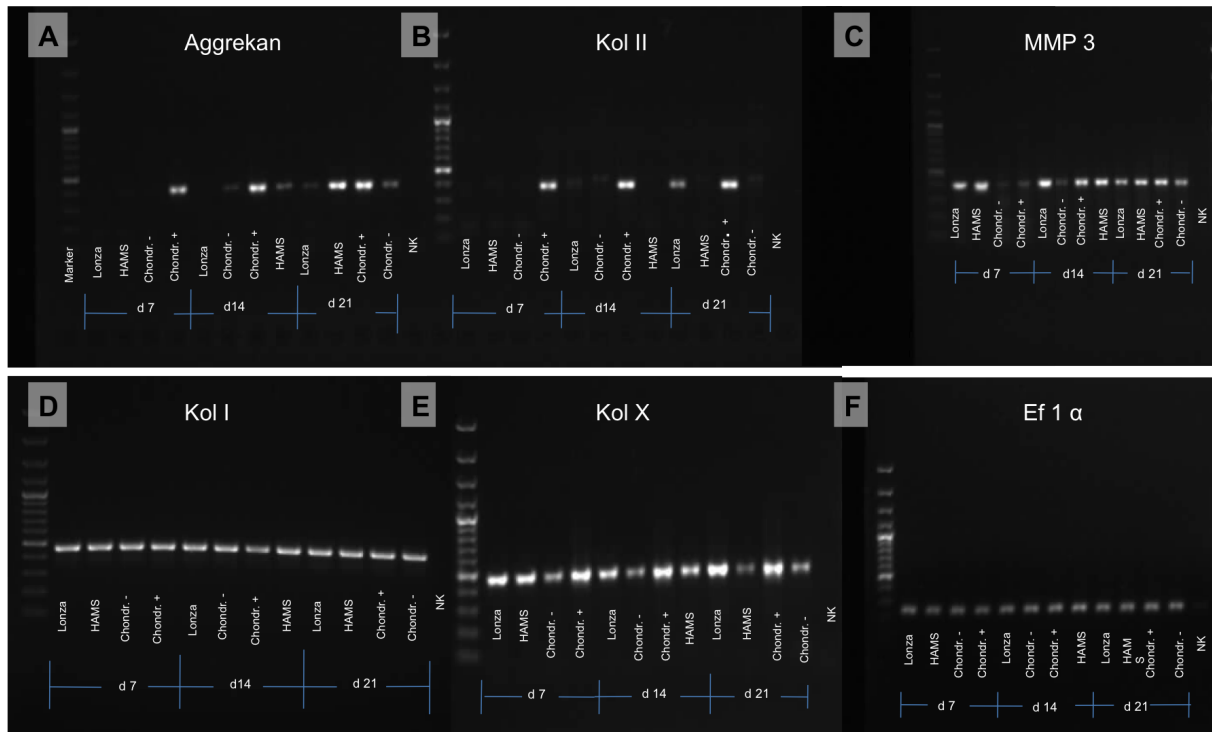 A
Aggrekan
Marker
Lonza
HAMS
Chondr. -
Chondr. +
Lonza
Chondr. -
Chondr. +
HAMS
Lonza
HAMS
Chondr. +
Chondr. -
NK
d 7
d14
d 21
B
Kol II
Lonza
HAMS
Chondr. -
Chondr. +
Lonza
Chondr. -
Chondr. +
HAMS
Lonza
HAMS
Chondr. +
Chondr. -
NK
d 7
d14
d 21
C
MMP 3
Lonza
HAMS
Chondr. -
Chondr. +
Lonza
Chondr. -
Chondr. +
HAMS
Lonza
HAMS
Chondr. +
Chondr. -
NK
d 7
d14
d 21
D
Kol I
Lonza
HAMS
Chondr. -
Chondr. +
Lonza
Chondr. -
Chondr. +
HAMS
Lonza
HAMS
Chondr. +
Chondr. -
NK
d 7
d14
d 21
E
Kol X
Lonza
HAMS
Chondr. -
Chondr. +
Lonza
Chondr. -
Chondr. +
HAMS
Lonza
HAMS
Chondr. +
Chondr. -
NK
d 7
d 14
d 21
F
Ef 1 α
Lonza
HAMS
Chondr. -
Chondr. +
Lonza
Chondr. -
Chondr. +
HAMS
Lonza
HAM
S
Chondr. +
Chondr. -
NK
d 7
d 14
d 21